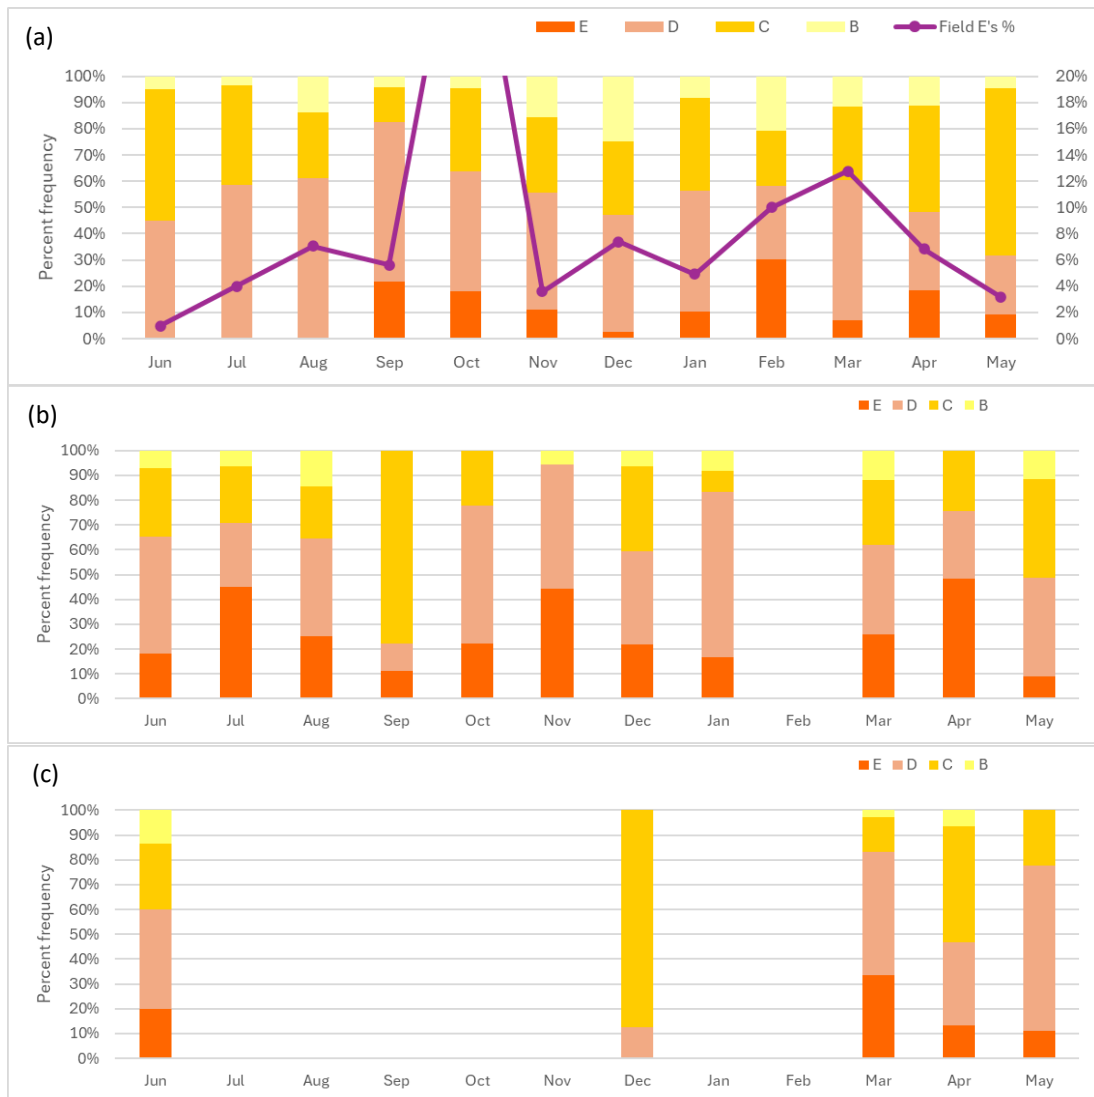 (a)
E D C B Field E's %
Percent frequency
100% 20%
90% 18%
80% 16%
70% 14%
60% 12%
50% 10%
40% 8%
30% 6%
20% 4%
10% 2%
0% 0%
Jun Jul Aug Sep Oct Nov Dec Jan Feb Mar Apr May
(b)
E D C B
Percent frequency
100%
90%
80%
70%
60%
50%
40%
30%
20%
10%
0%
Jun Jul Aug Sep Oct Nov Dec Jan Feb Mar Apr May
(c)
E D C B
Percent frequency
100%
90%
80%
70%
60%
50%
40%
30%
20%
10%
0%
Jun Jul Aug Sep Oct Nov Dec Jan Feb Mar Apr May